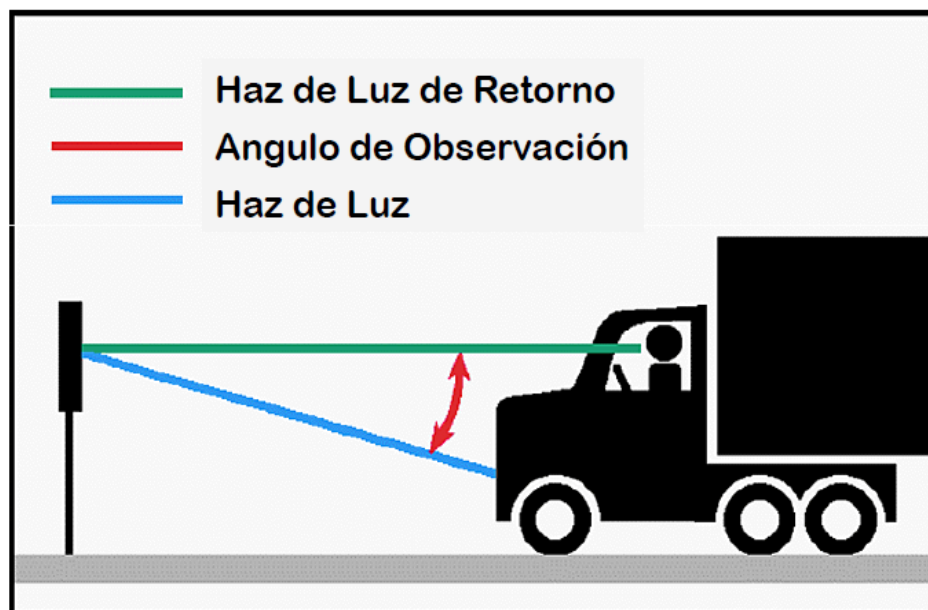 Haz de Luz de Retorno
Angulo de Observación
Haz de Luz